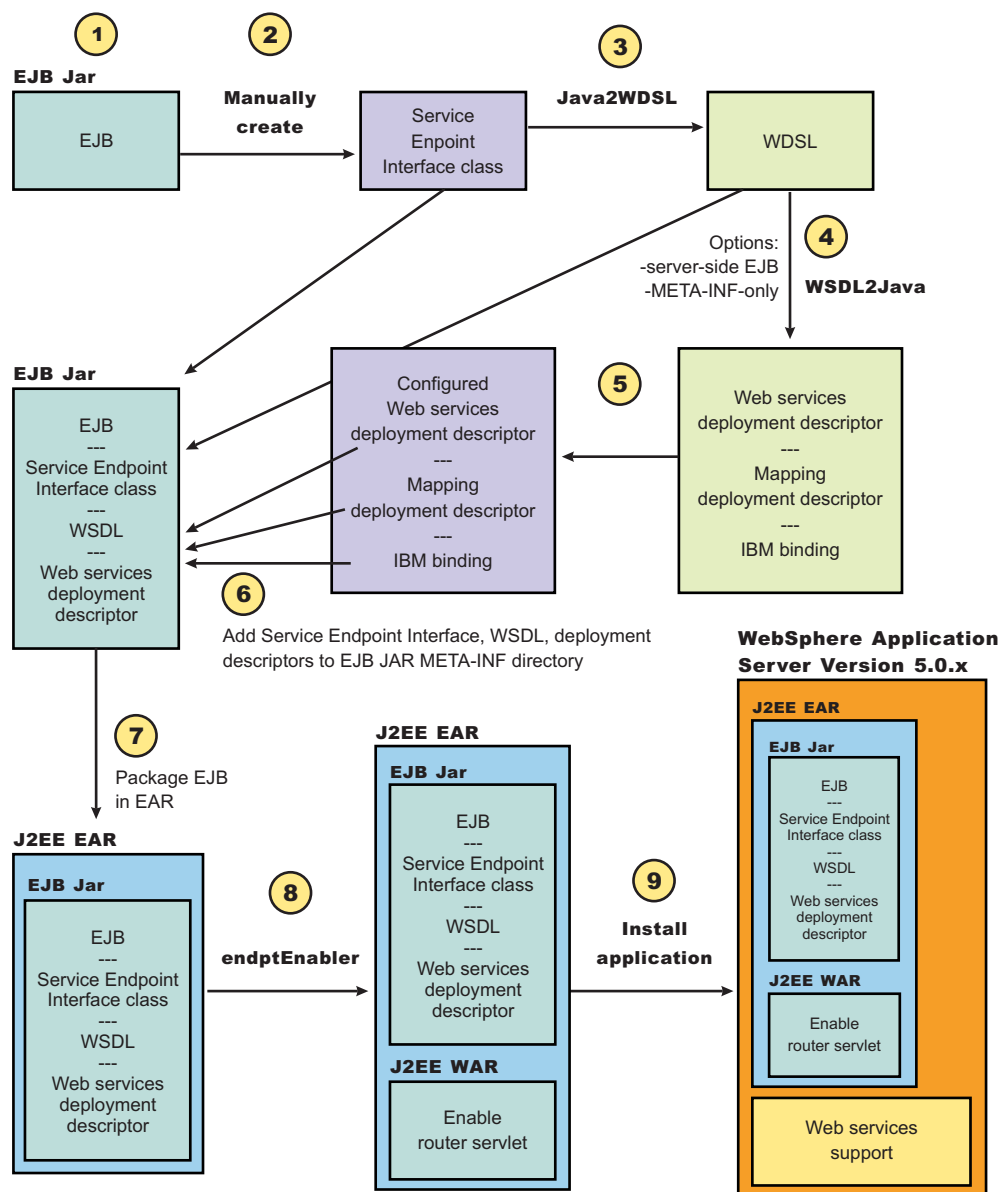 1
2
3
EJB Jar
EJB
Manually
create
Service
Enpoint
Interface class
Java2WDSL
WDSL
4
Options:
-server-side EJB
-META-INF-only
WSDL2Java
EJB Jar
EJB
---
Service Endpoint
Interface class
---
WSDL
---
Web services
deployment
descriptor
Configured
Web services
deployment descriptor
---
Mapping
deployment descriptor
---
IBM binding
5
Web services
deployment descriptor
---
Mapping
deployment descriptor
---
IBM binding
6
Add Service Endpoint Interface, WSDL, deployment
descriptors to EJB JAR META-INF directory
7
Package EJB
in EAR
J2EE EAR
EJB Jar
EJB
---
Service Endpoint
Interface class
---
WSDL
---
Web services
deployment
descriptor
8
endptEnabler
J2EE EAR
EJB Jar
EJB
---
Service Endpoint
Interface class
---
WSDL
---
Web services
deployment
descriptor
J2EE WAR
Enable
router servlet
9
Install
application
WebSphere Application
Server Version 5.0.x
J2EE EAR
EJB Jar
EJB
---
Service Endpoint
Interface class
---
WSDL
---
Web services
deployment
descriptor
J2EE WAR
Enable
router servlet
Web services
support